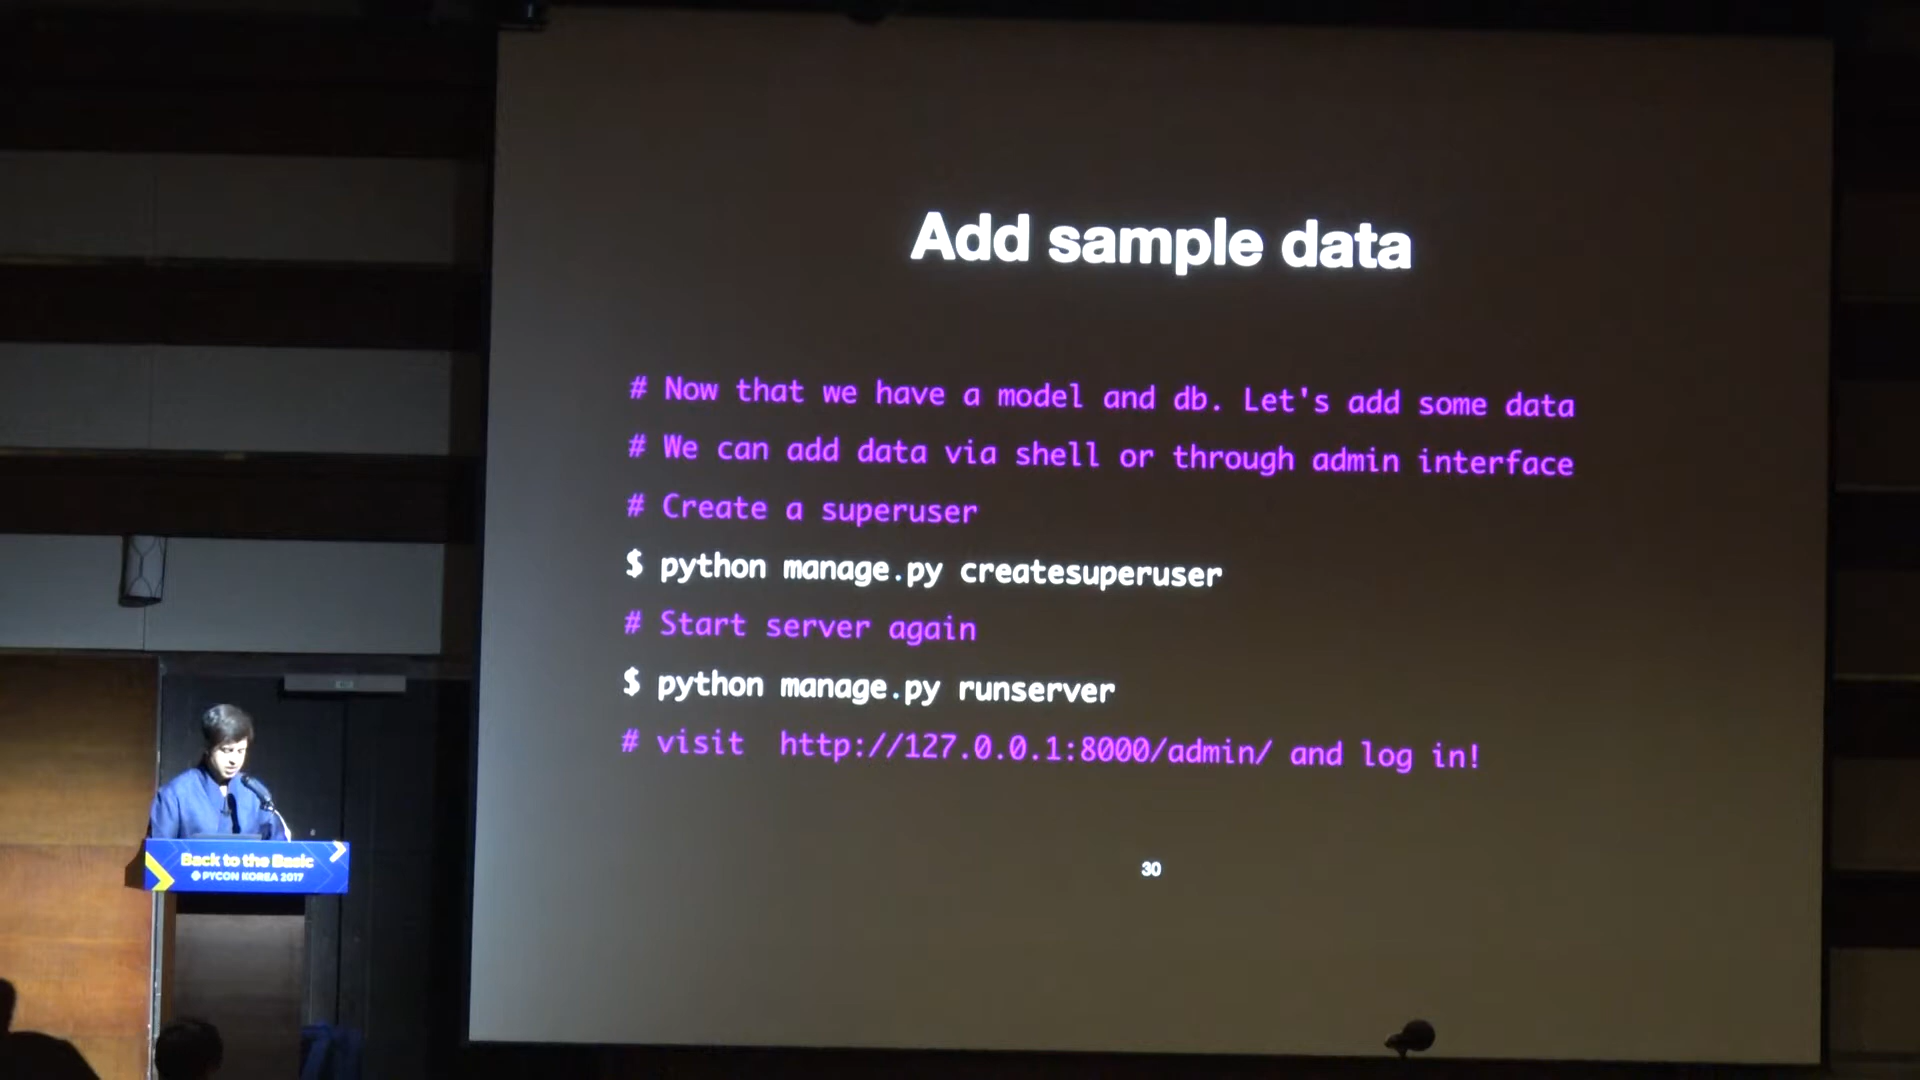 Add sample data
# Now that we have a model and db. Let's add some data
# We can add data via shell or through admin interface
# Create a superuser
$ python manage.py createsuperuser
# Start server again
$ python manage.py runserver
# visit  http://127.0.0.1:8000/admin/ and log in!
30
Back to the Basic
PYCON KOREA 2017